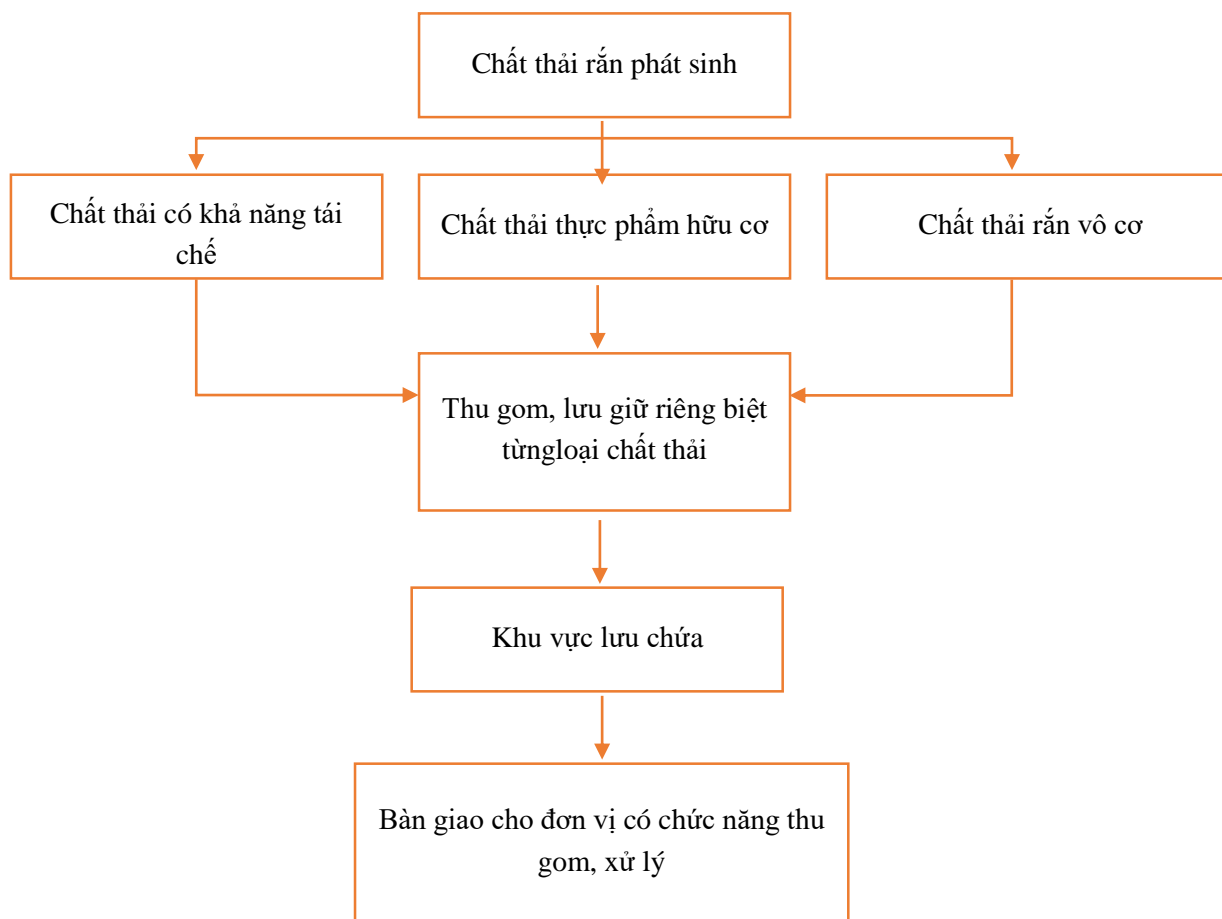 Chất thải rắn phát sinh
Chất thải có khả năng tái
chế
Chất thải thực phẩm hữu cơ
Chất thải rắn vô cơ
Thu gom, lưu giữ riêng biệt
từngloại chất thải
Khu vực lưu chứa
Bàn giao cho đơn vị có chức năng thu
gom, xử lý